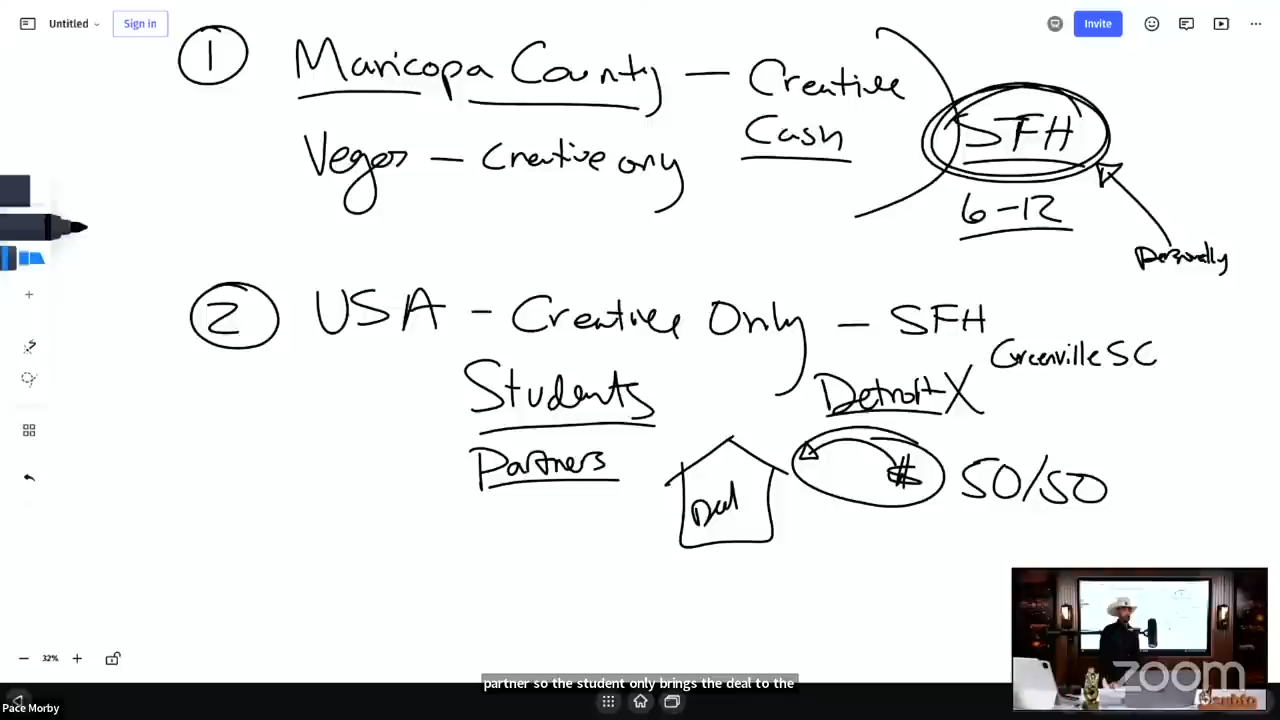 Untitled
Sign in
Invite
1 Maricopa County — Creative
Cash
Vegas — Creative only
SFH
6-12
personally
2 USA - Creative Only — SFH
Greenville SC
Students
Detroit X
Partners
Deal
$ 50/50
32%
zoom
partner so the student only brings the deal to the
Pace Morby